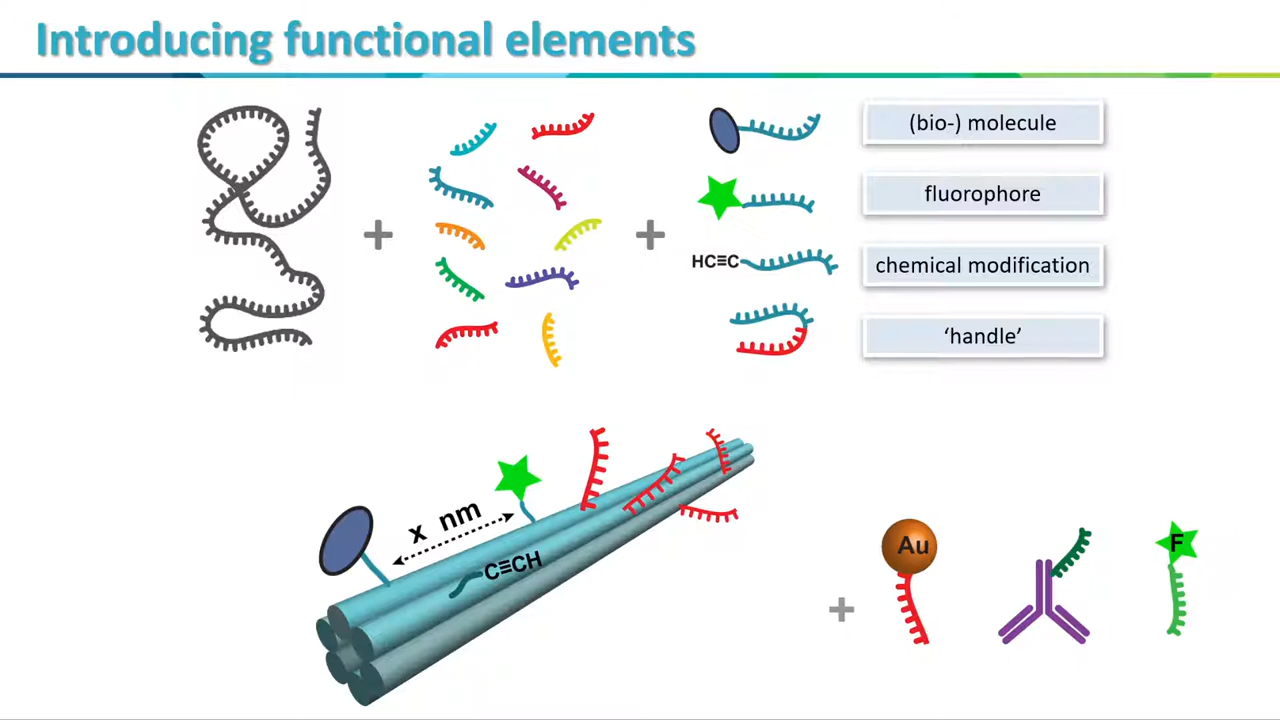 Introducing functional elements
+
+
(bio-) molecule
fluorophore
HC≡C
chemical modification
‘handle’
x nm
C≡CH
+
Au
F